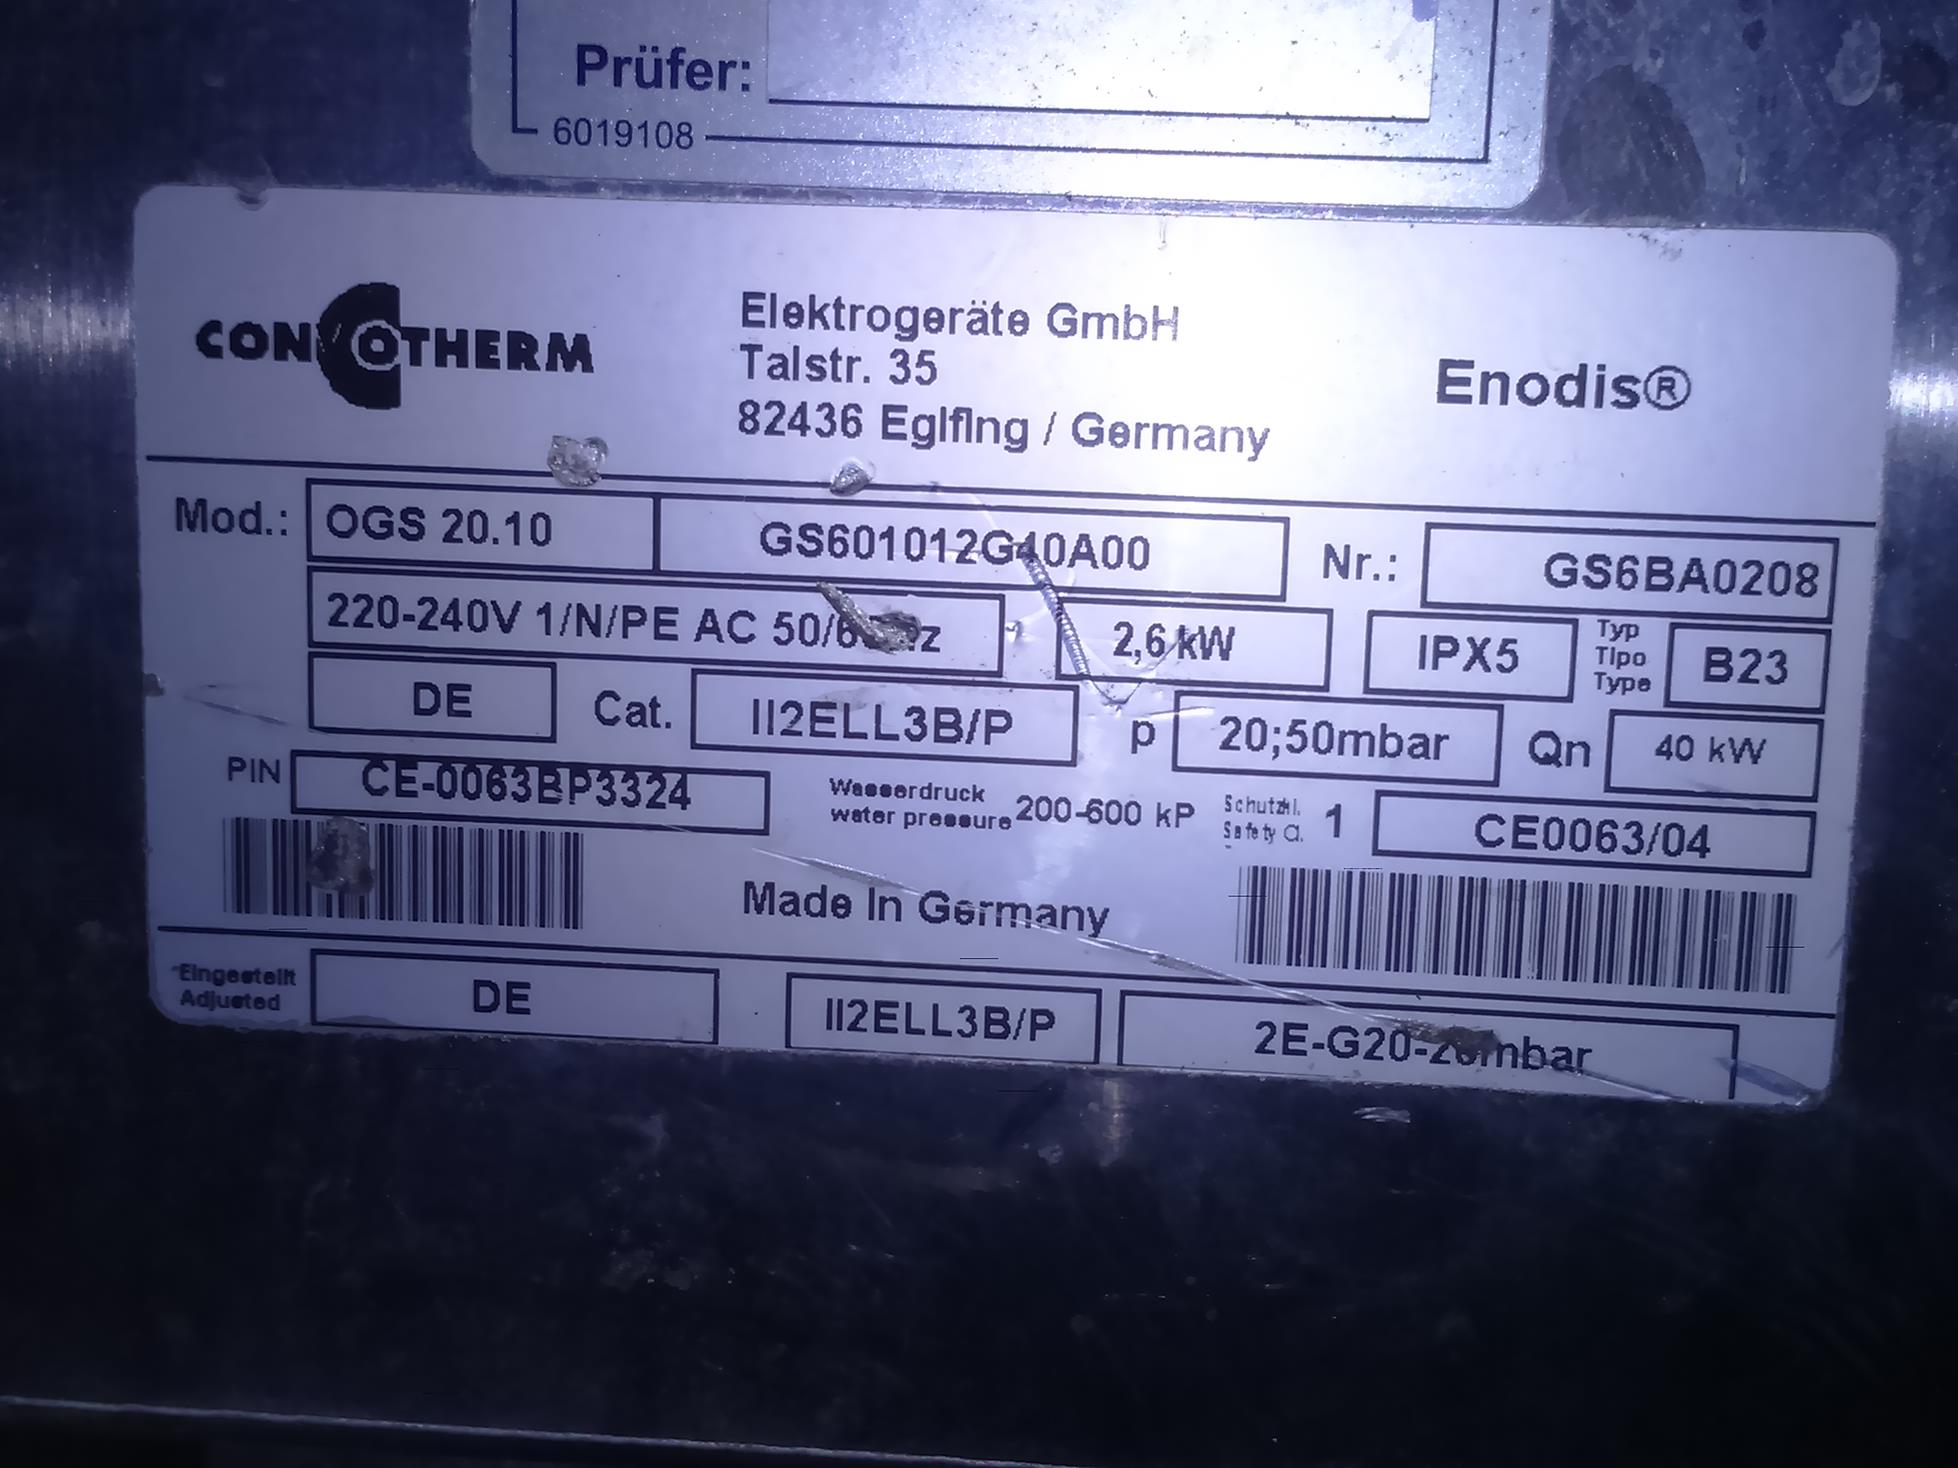 Prüfer:
6019108
CONVOTHERM
Elektrogeräte GmbH
Talstr. 35
82436 Eglfing / Germany
Enodis®
Mod.: OGS 20.10 GS601012G40A00 Nr.: GS6BA0208
220-240V 1/N/PE AC 2,6 kW IPX5 Typ Tipo Type B23
DE Cat. II2ELL3B/P p 20;50mbar Qn 40 kW
PIN CE-0063BP3324 Wasserdruck water pressure 200-600 kP Schutzkl. Safety Cl. 1 CE0063/04
Made in Germany
Eingestellt Adjusted DE II2ELL3B/P